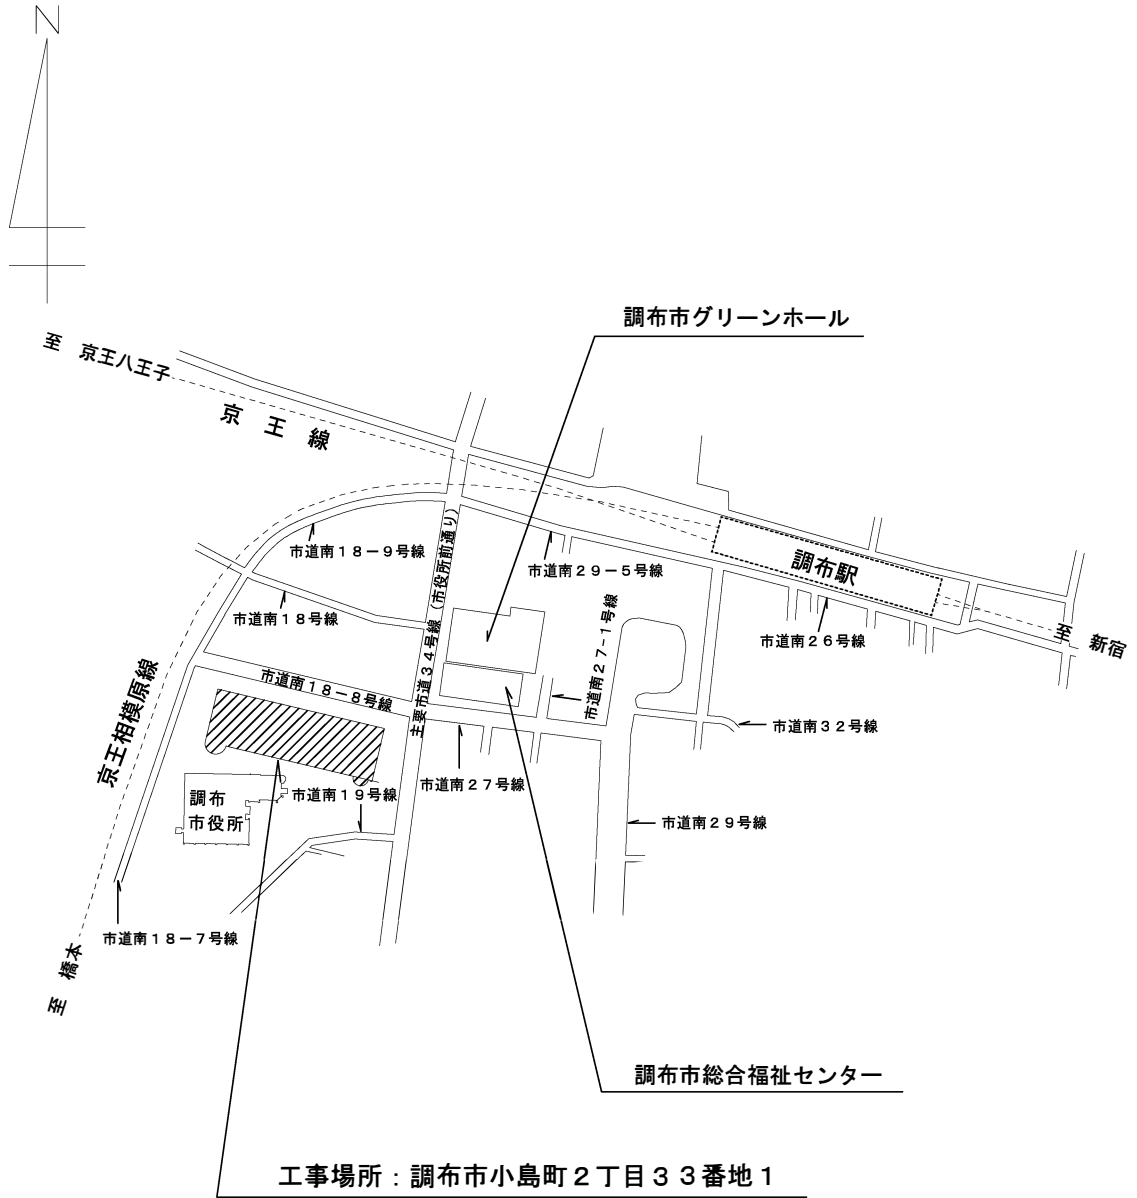 N
調布市グリーンホール
至　京王八王子
京　王　線
市道南１８－９号線
主要市道３４号線（市役所前通り）
市道南２９－５号線
調布駅
市道南１８号線
市道南２７-１号線
市道南２６号線
至　新宿
市道南１８－８号線
京王相模原線
市道南３２号線
市道南２７号線
市道南１９号線
調布
市役所
市道南２９号線
市道南１８－７号線
至　橋本
調布市総合福祉センター
工事場所：調布市小島町２丁目３３番地１